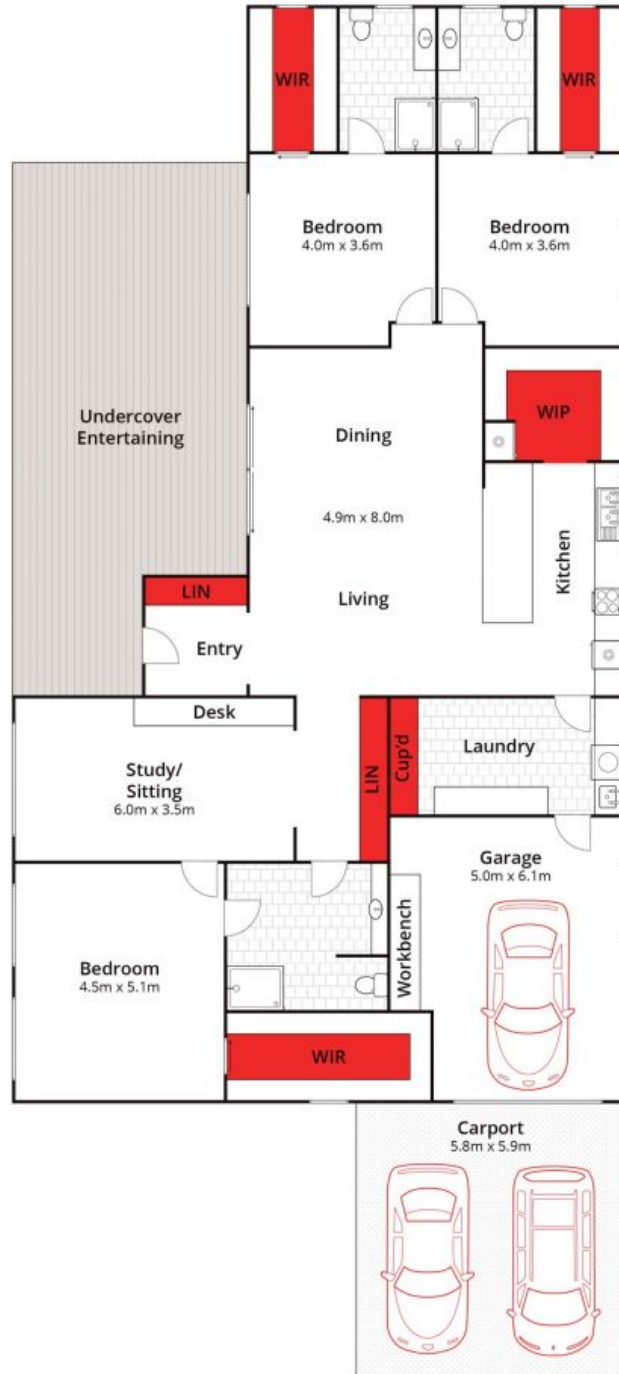 WIR
WIR
Bedroom
4.0m x 3.6m
Bedroom
4.0m x 3.6m
Undercover
Entertaining
Dining
WIP
4.9m x 8.0m
Kitchen
LIN
Living
Entry
Desk
Study/
Sitting
6.0m x 3.5m
LIN
Cup'd
Laundry
Garage
5.0m x 6.1m
Workbench
Bedroom
4.5m x 5.1m
WIR
Carport
5.8m x 5.9m